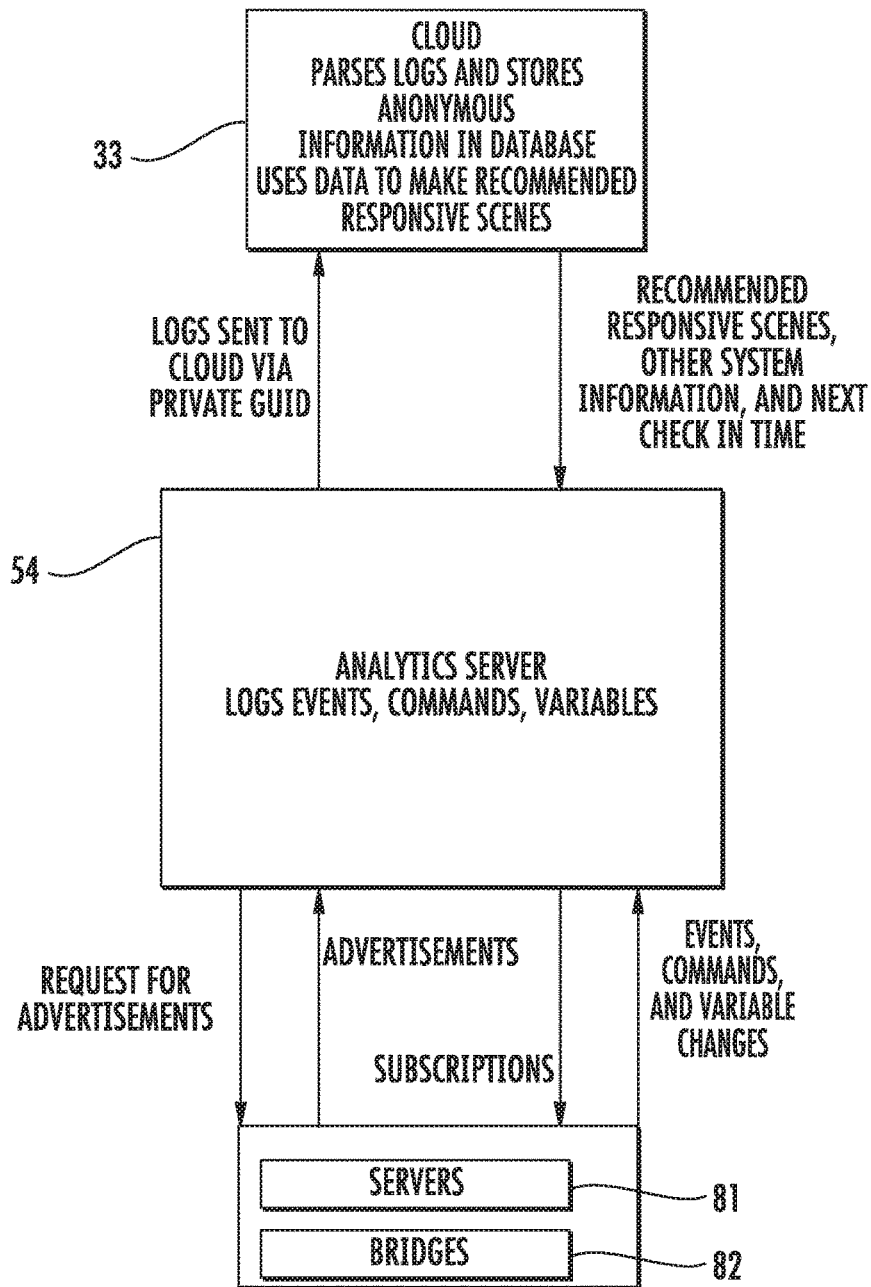 CLOUD
PARSES LOGS AND STORES
ANONYMOUS
INFORMATION IN DATABASE
USES DATA TO MAKE RECOMMENDED
RESPONSIVE SCENES
33
LOGS SENT TO
CLOUD VIA
PRIVATE GUID
RECOMMENDED
RESPONSIVE SCENES,
OTHER SYSTEM
INFORMATION, AND NEXT
CHECK IN TIME
54
ANALYTICS SERVER
LOGS EVENTS, COMMANDS, VARIABLES
REQUEST FOR
ADVERTISEMENTS
ADVERTISEMENTS
SUBSCRIPTIONS
EVENTS,
COMMANDS,
AND VARIABLE
CHANGES
SERVERS
81
BRIDGES
82